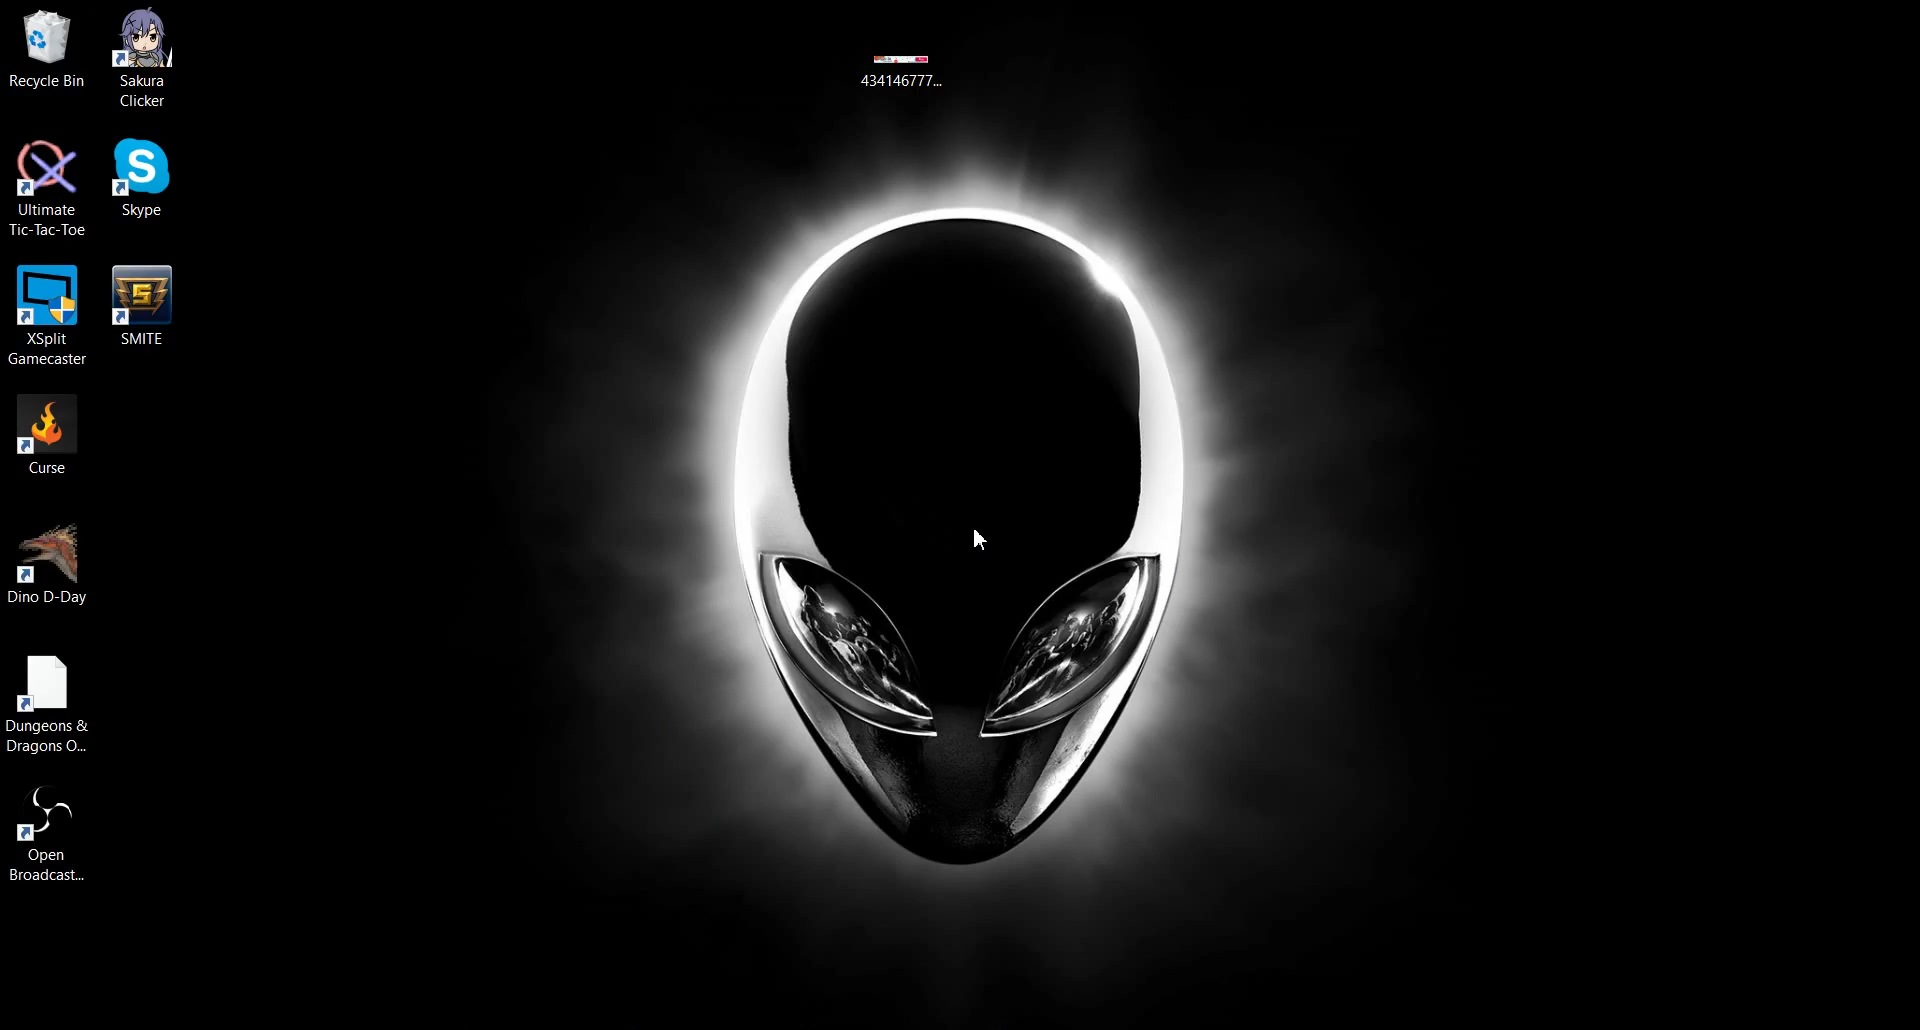 Recycle Bin
Sakura
Clicker
434146777...
Ultimate
Tic-Tac-Toe
Skype
XSplit
Gamecaster
SMITE
Curse
Dino D-Day
Dungeons &
Dragons O...
Open
Broadcast...